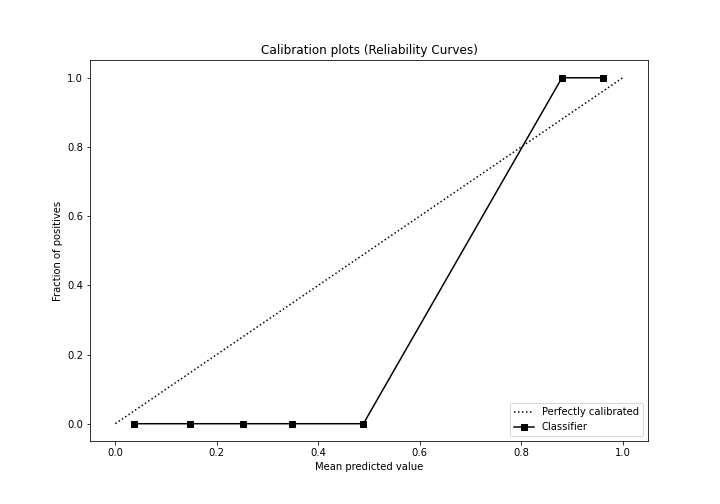 Calibration plots (Reliability Curves)
1.0
0.8
0.6
0.4
0.2
0.0
Fraction of positives
0.0 0.2 0.4 0.6 0.8 1.0
Mean predicted value
Perfectly calibrated
Classifier